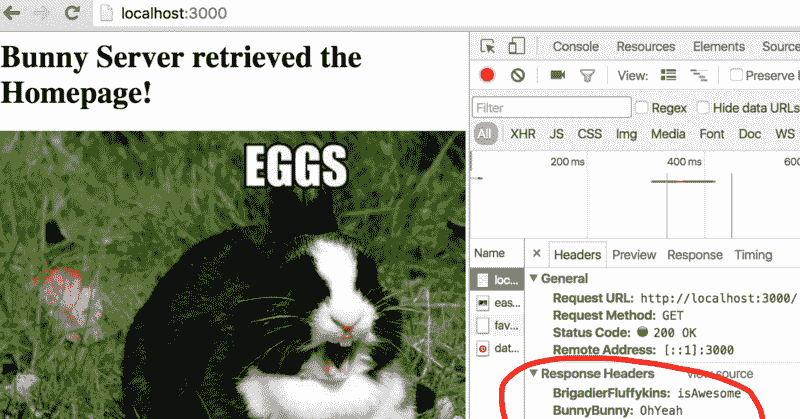 localhost:3000
Bunny Server retrieved the
Homepage!
EGGS
Console Resources Elements Source
View: Preserve
Filter Regex Hide data URLs
All XHR JS CSS Img Media Font Doc WS
200 ms 400 ms 600
Name × Headers Preview Response Timing
loc...
eas...
fav...
dat...
General
Request URL: http://localhost:3000/
Request Method: GET
Status Code: 200 OK
Remote Address: [::1]:3000
Response Headers view source
BrigadierFluffykins: isAwesome
BunnyBunny: OhYeah